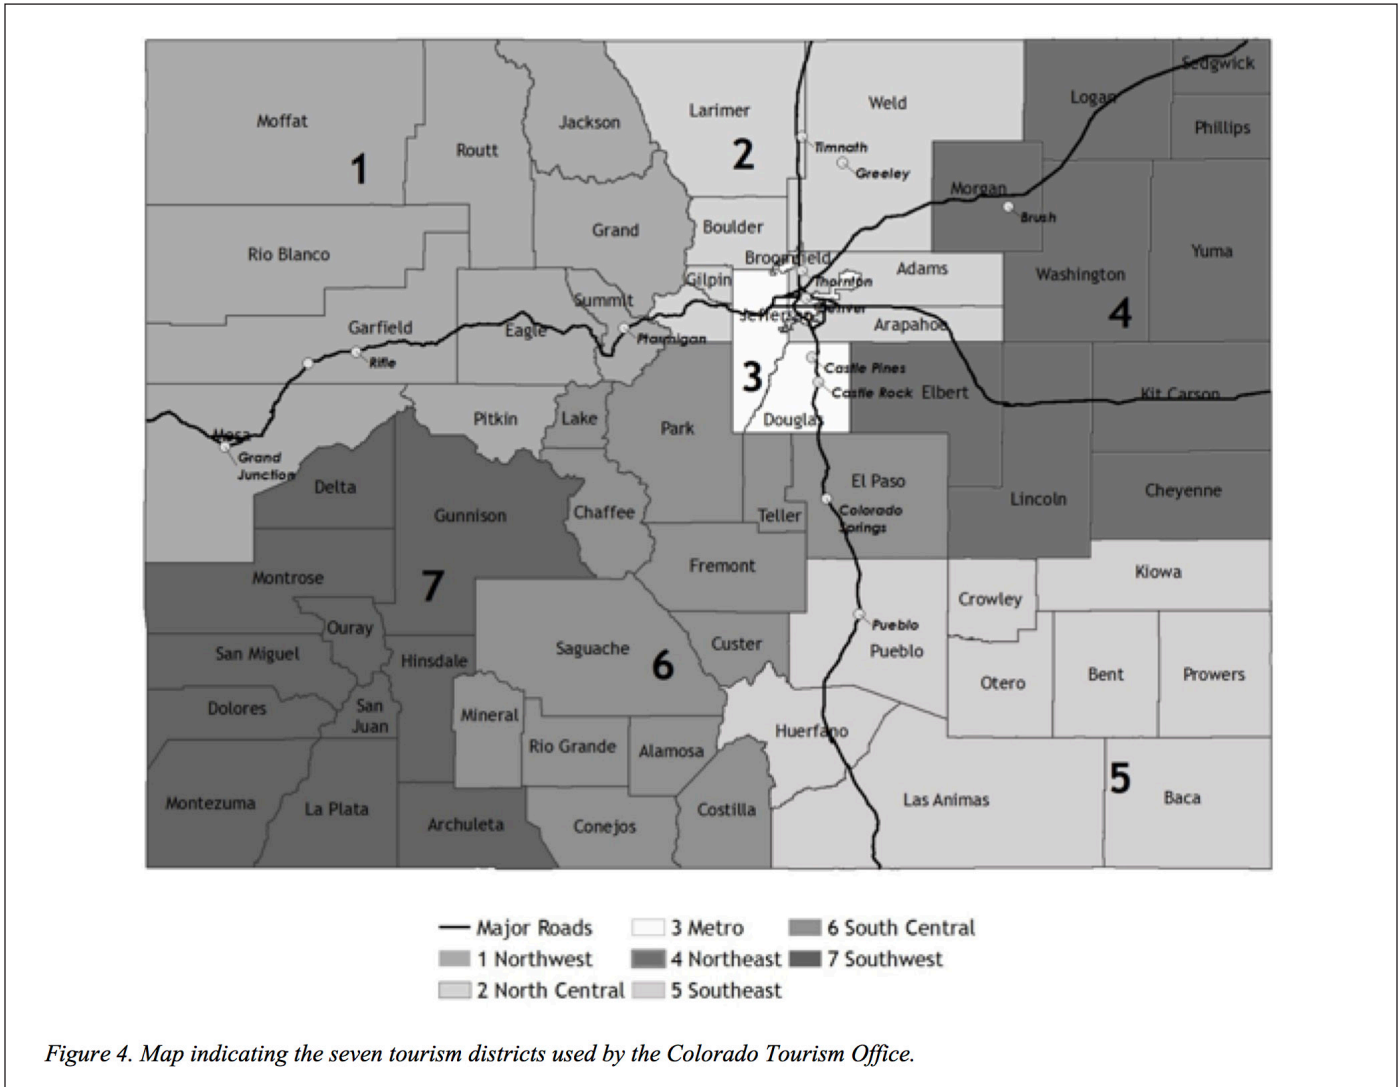 Sedgwick
Logan
Weld
Larimer
Moffat
Jackson
Phillips
Routt
2
1
Timnath
Greeley
Morgan
Brush
Grand
Boulder
Rio Blanco
Yuma
Broomfield
Adams
Washington
Gilpin
Thornton
Summit
4
Garfield
Eagle
Arapahoe
Ptarmigan
Rifle
Castle Pines
3
Castle Rock
Elbert
Kit Carson
Pitkin
Lake
Douglas
Park
Mesa
Grand
Junction
Delta
El Paso
Cheyenne
Lincoln
Gunnison
Chaffee
Teller
Colorado
Springs
Fremont
Kiowa
Montrose
7
Crowley
Ouray
Pueblo
Custer
Saguache
Pueblo
San Miguel
Hinsdale
6
Otero
Bent
Prowers
Dolores
San
Juan
Mineral
Huerfano
Rio Grande
Alamosa
5
Montezuma
La Plata
Las Animas
Baca
Costilla
Archuleta
Conejos
Major Roads
3 Metro
6 South Central
1 Northwest
4 Northeast
7 Southwest
2 North Central
5 Southeast
Figure 4. Map indicating the seven tourism districts used by the Colorado Tourism Office.